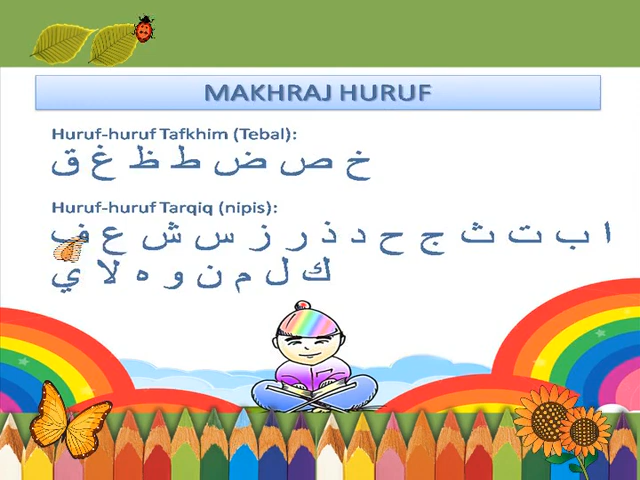 MAKHRAJ HURUF
Huruf-huruf Tafkhim (Tebal):
خ ص ض ط ظ غ ق
Huruf-huruf Tarqiq (nipis):
ا ب ت ث ج ح د ذ ر ز س ش ع ف
ك ل م ن و ه لا ي